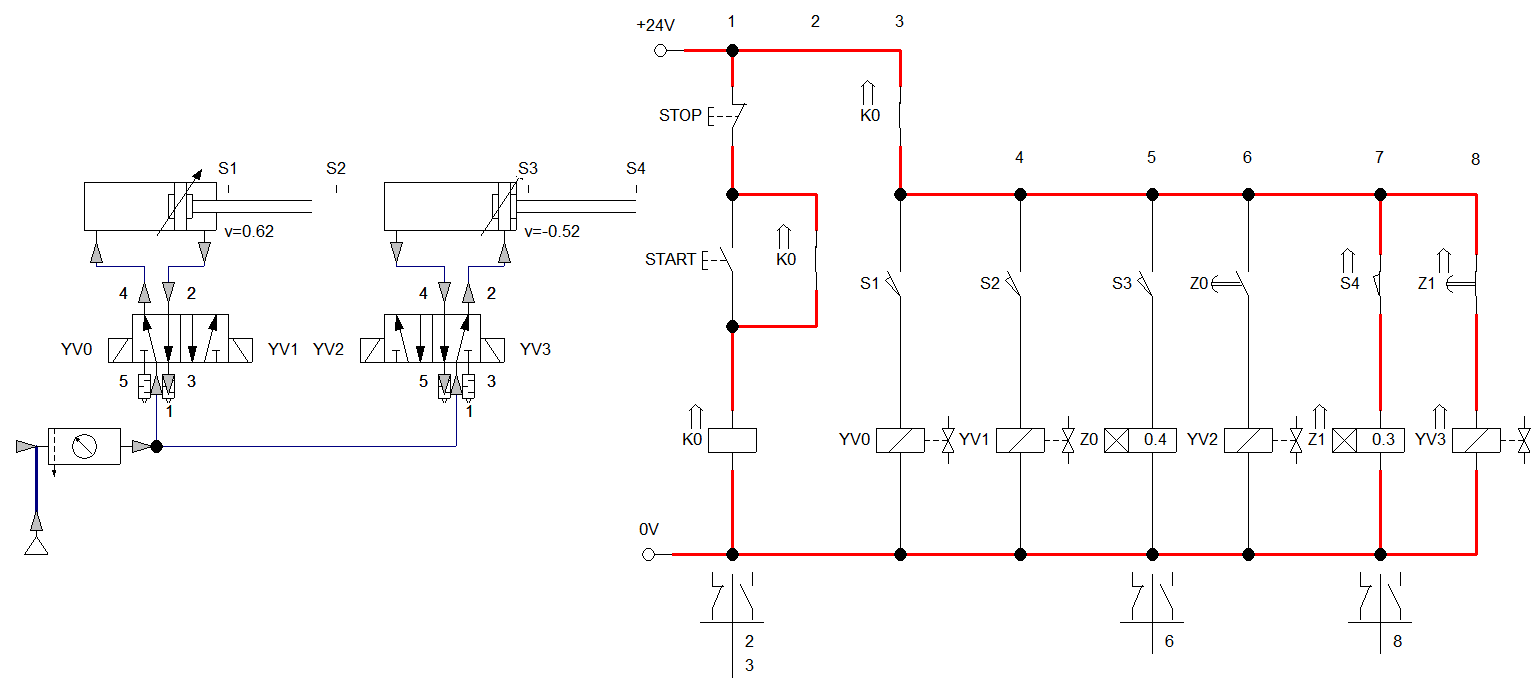 +24V 1 2 3
STOP K0
S1 S2 S3 S4 4 5 6 7 8
v=0.62 v=-0.52
START K0
4 2 4 2 S1 S2 S3 Z0 S4 Z1
YV0 YV1 YV2 YV3
5 3 5 3
1 1
K0 YV0 YV1 Z0 0.4 YV2 Z1 0.3 YV3
0V
2 6 8
3